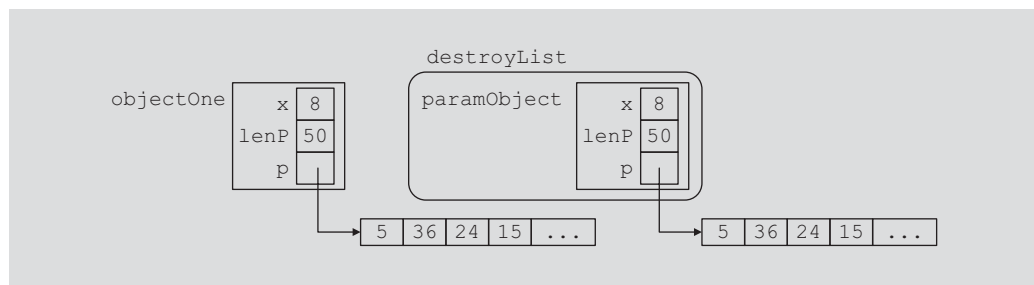 destroyList
objectOne x 8 paramObject x 8
lenP 50 lenP 50
p p
5 36 24 15 ... 5 36 24 15 ...